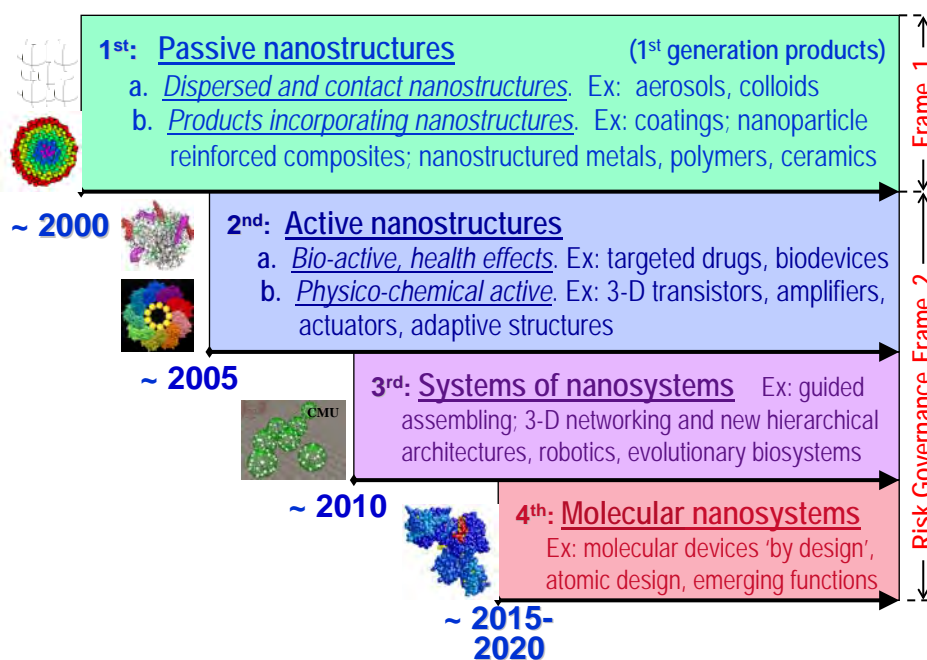 1st: Passive nanostructures (1st generation products)
a. Dispersed and contact nanostructures. Ex: aerosols, colloids
b. Products incorporating nanostructures. Ex: coatings; nanoparticle
reinforced composites; nanostructured metals, polymers, ceramics
~ 2000
2nd: Active nanostructures
a. Bio-active, health effects. Ex: targeted drugs, biodevices
b. Physico-chemical active. Ex: 3-D transistors, amplifiers,
actuators, adaptive structures
~ 2005
CMU
3rd: Systems of nanosystems Ex: guided
assembling; 3-D networking and new hierarchical
architectures, robotics, evolutionary biosystems
~ 2010
4th: Molecular nanosystems
Ex: molecular devices ‘by design’,
atomic design, emerging functions
~ 2015-
2020
Frame 1
Risk Governance Frame 2